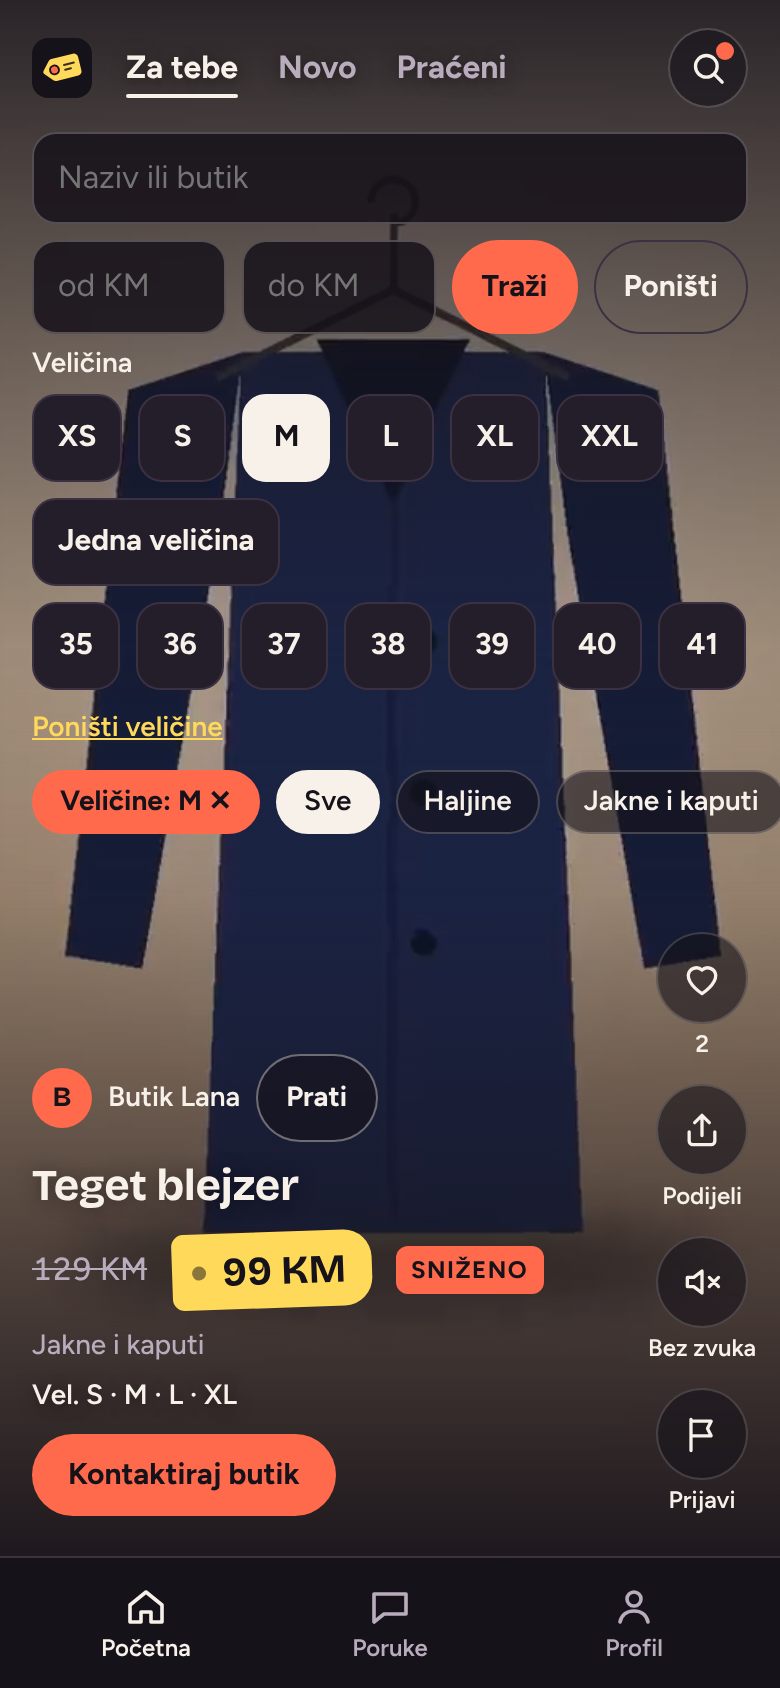 Za tebe Novo Praćeni
Naziv ili butik
od KM do KM Traži Poništi
Veličina
XS S M L XL XXL
Jedna veličina
35 36 37 38 39 40 41
Poništi veličine
Veličine: M ✕ Sve Haljine Jakne i kaputi
2
B Butik Lana Prati
Podijeli
Teget blejzer
129 KM 99 KM SNIŽENO
Bez zvuka
Jakne i kaputi
Vel. S · M · L · XL
Kontaktiraj butik
Prijavi
Početna Poruke Profil